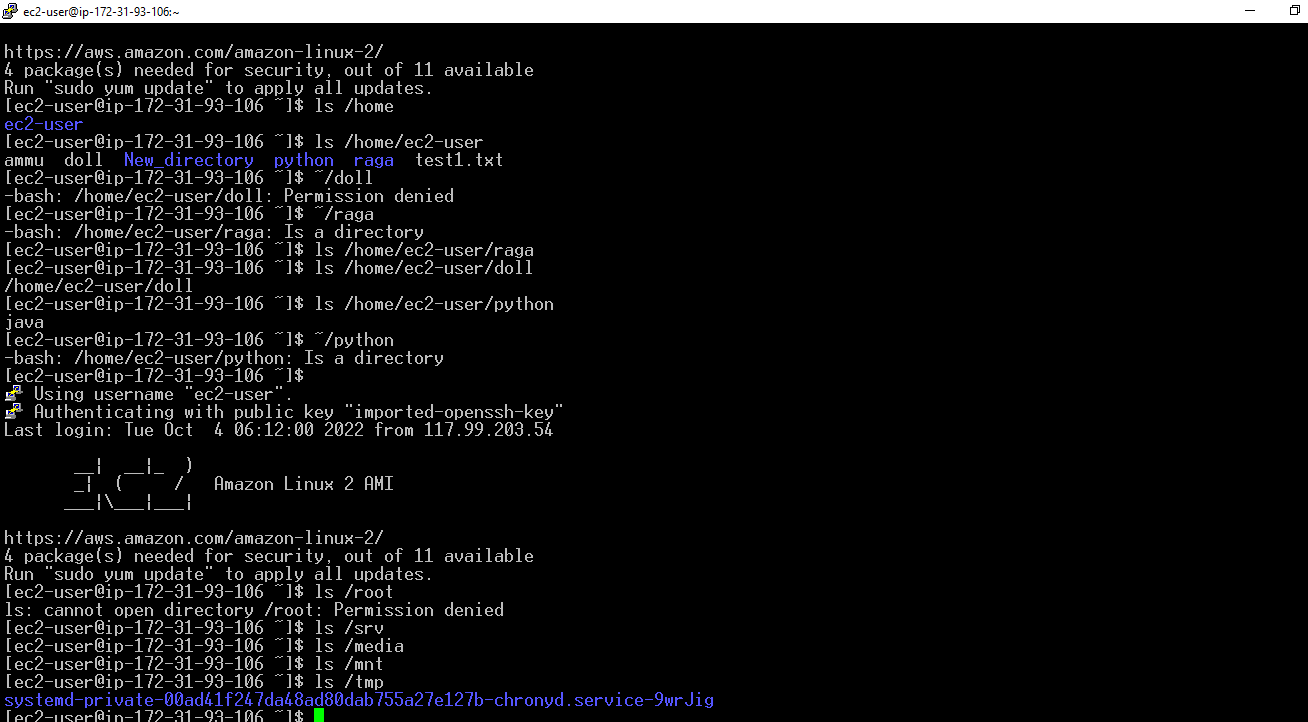 ec2-user@ip-172-31-93-106:~
https://aws.amazon.com/amazon-linux-2/
4 package(s) needed for security, out of 11 available
Run "sudo yum update" to apply all updates.
[ec2-user@ip-172-31-93-106 ~]$ ls /home
ec2-user
[ec2-user@ip-172-31-93-106 ~]$ ls /home/ec2-user
ammu  doll  New_directory  python  raga  test1.txt
[ec2-user@ip-172-31-93-106 ~]$ ~/doll
-bash: /home/ec2-user/doll: Permission denied
[ec2-user@ip-172-31-93-106 ~]$ ~/raga
-bash: /home/ec2-user/raga: Is a directory
[ec2-user@ip-172-31-93-106 ~]$ ls /home/ec2-user/raga
[ec2-user@ip-172-31-93-106 ~]$ ls /home/ec2-user/doll
/home/ec2-user/doll
[ec2-user@ip-172-31-93-106 ~]$ ls /home/ec2-user/python
java
[ec2-user@ip-172-31-93-106 ~]$ ~/python
-bash: /home/ec2-user/python: Is a directory
[ec2-user@ip-172-31-93-106 ~]$
Using username "ec2-user".
Authenticating with public key "imported-openssh-key"
Last login: Tue Oct  4 06:12:00 2022 from 117.99.203.54
       __|  __|_  )
       _|  (     /   Amazon Linux 2 AMI
      ___|\___|___|
https://aws.amazon.com/amazon-linux-2/
4 package(s) needed for security, out of 11 available
Run "sudo yum update" to apply all updates.
[ec2-user@ip-172-31-93-106 ~]$ ls /root
ls: cannot open directory /root: Permission denied
[ec2-user@ip-172-31-93-106 ~]$ ls /srv
[ec2-user@ip-172-31-93-106 ~]$ ls /media
[ec2-user@ip-172-31-93-106 ~]$ ls /mnt
[ec2-user@ip-172-31-93-106 ~]$ ls /tmp
systemd-private-00ad41f247da48ad80dab755a27e127b-chronyd.service-9wrJig
[ec2-user@ip-172-31-93-106 ~]$